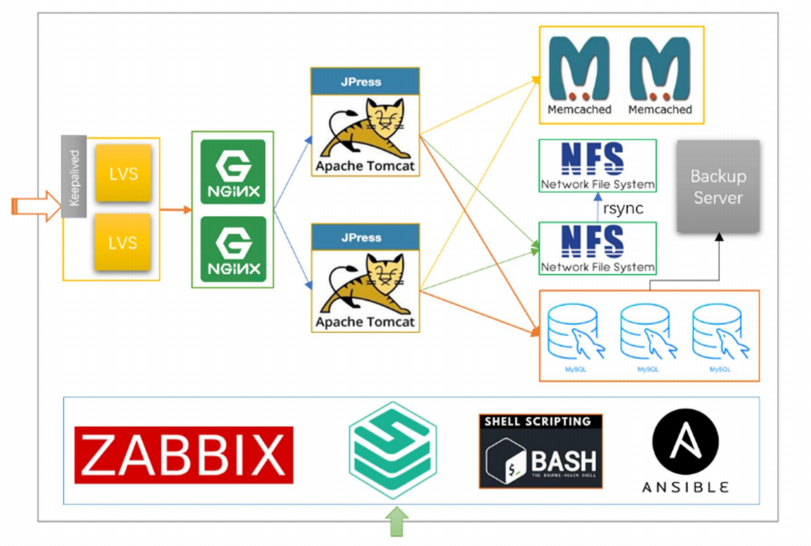 Keepalived
LVS
LVS
NGINX
NGINX
JPress
Apache Tomcat
JPress
Apache Tomcat
Memcached
Memcached
NFS
Network File System
rsync
NFS
Network File System
Backup
Server
MySQL
MySQL
MySQL
ZABBIX
SHELL SCRIPTING
$_
BASH
THE BOURNE-AGAIN SHELL
ANSIBLE